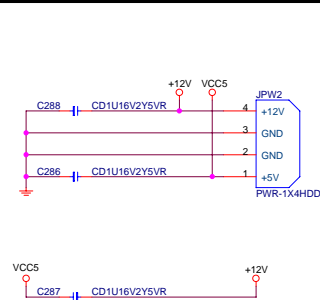 +12V VCC5
JPW2
C288 CD1U16V2Y5VR 4 +12V
3 GND
2 GND
C286 CD1U16V2Y5VR 1 +5V
PWR-1X4HDD
VCC5 +12V
C287 CD1U16V2Y5VR